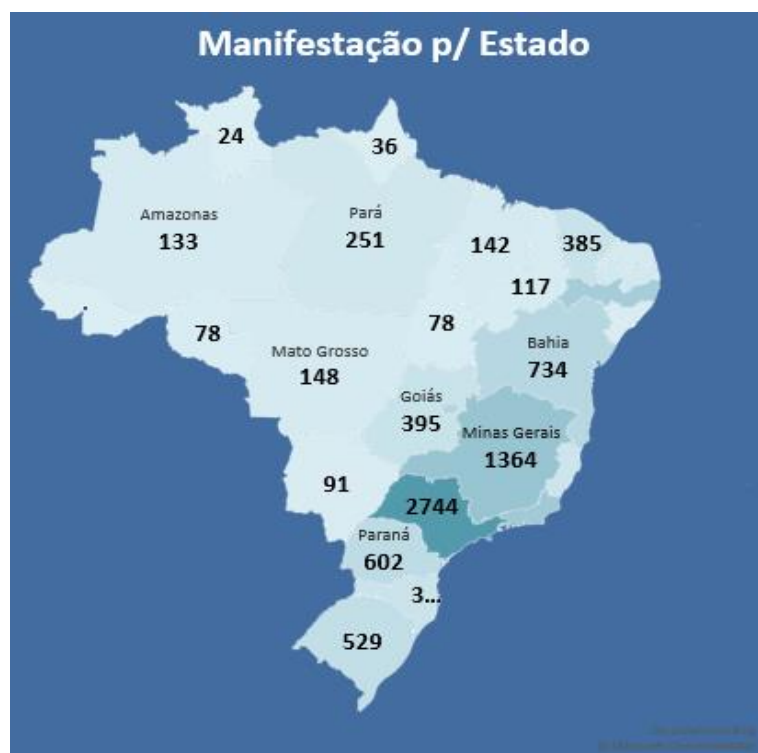 Manifestação p/ Estado
24
36
Amazonas
133
Pará
251
142
385
117
78
78
Mato Grosso
148
Bahia
734
Goiás
395
Minas Gerais
1364
91
2744
Paraná
602
3...
529